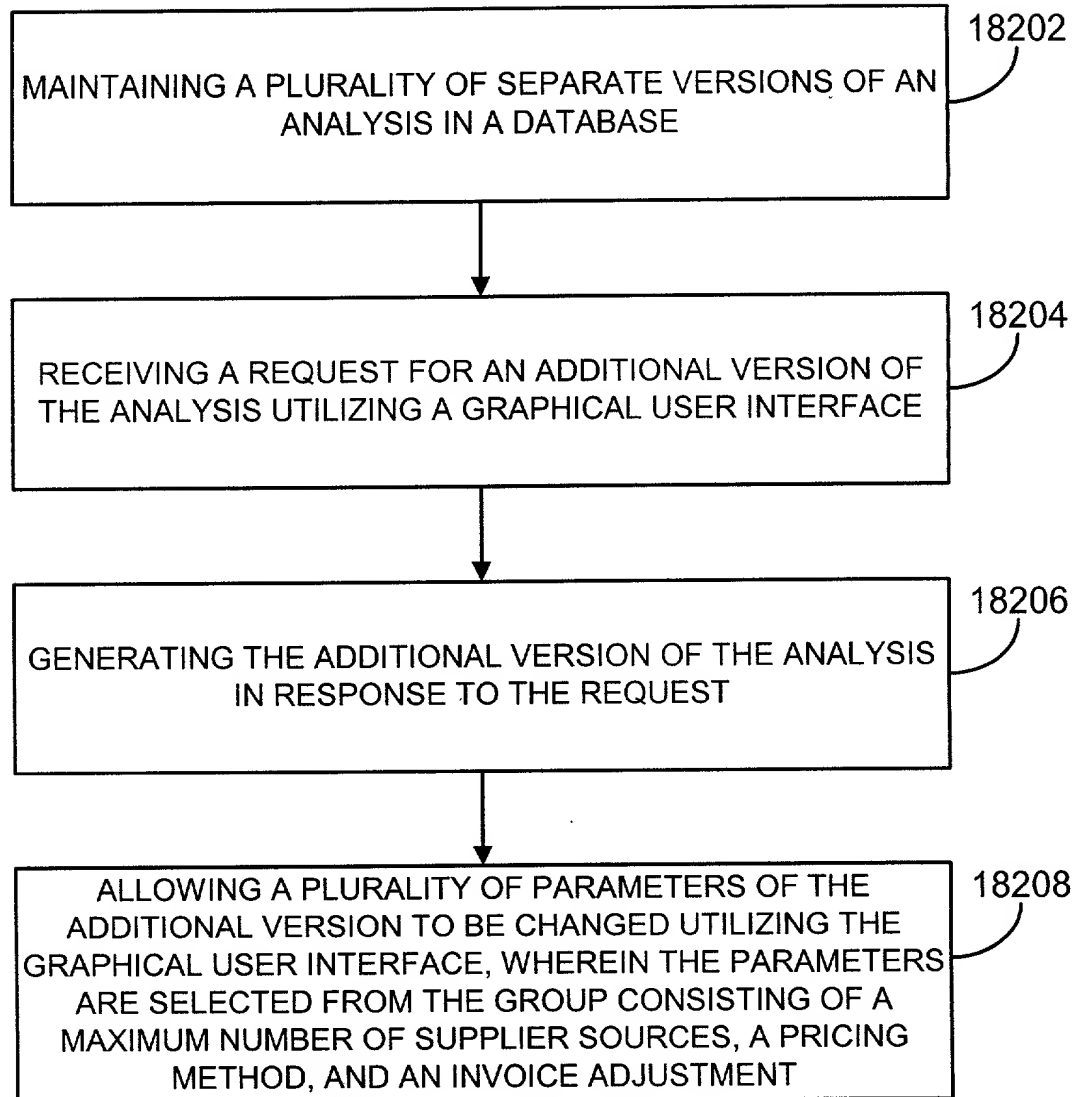 18202
MAINTAINING A PLURALITY OF SEPARATE VERSIONS OF AN
ANALYSIS IN A DATABASE
18204
RECEIVING A REQUEST FOR AN ADDITIONAL VERSION OF
THE ANALYSIS UTILIZING A GRAPHICAL USER INTERFACE
18206
GENERATING THE ADDITIONAL VERSION OF THE ANALYSIS
IN RESPONSE TO THE REQUEST
18208
ALLOWING A PLURALITY OF PARAMETERS OF THE
ADDITIONAL VERSION TO BE CHANGED UTILIZING THE
GRAPHICAL USER INTERFACE, WHEREIN THE PARAMETERS
ARE SELECTED FROM THE GROUP CONSISTING OF A
MAXIMUM NUMBER OF SUPPLIER SOURCES, A PRICING
METHOD, AND AN INVOICE ADJUSTMENT